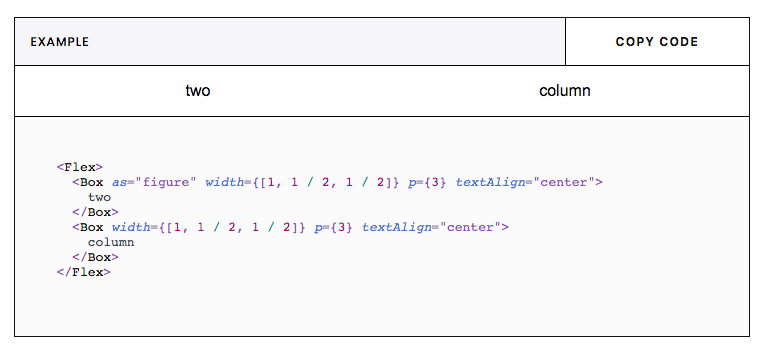 EXAMPLE COPY CODE
two column
<Flex>
  <Box as="figure" width={[1, 1 / 2, 1 / 2]} p={3} textAlign="center">
    two
  </Box>
  <Box width={[1, 1 / 2, 1 / 2]} p={3} textAlign="center">
    column
  </Box>
</Flex>